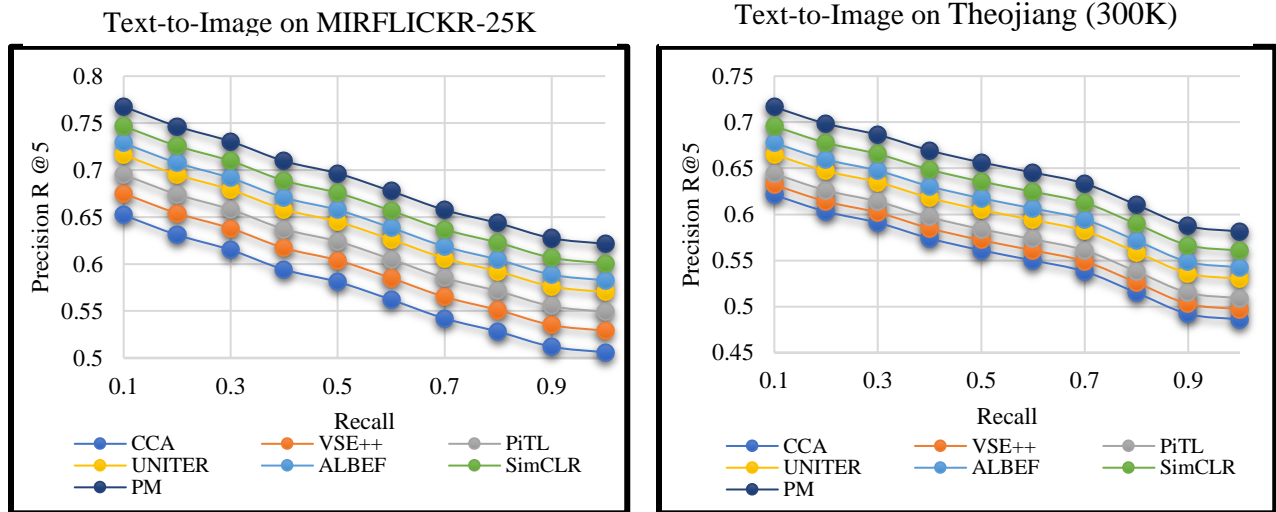 Text-to-Image on MIRFLICKR-25K
Precision R @5
0.8
0.75
0.7
0.65
0.6
0.55
0.5
0.1 0.3 0.5 0.7 0.9
Recall
CCA VSE++ PiTL
UNITER ALBEF SimCLR
PM
Text-to-Image on Theojiang (300K)
Precision R@5
0.75
0.7
0.65
0.6
0.55
0.5
0.45
0.1 0.3 0.5 0.7 0.9
Recall
CCA VSE++ PiTL
UNITER ALBEF SimCLR
PM